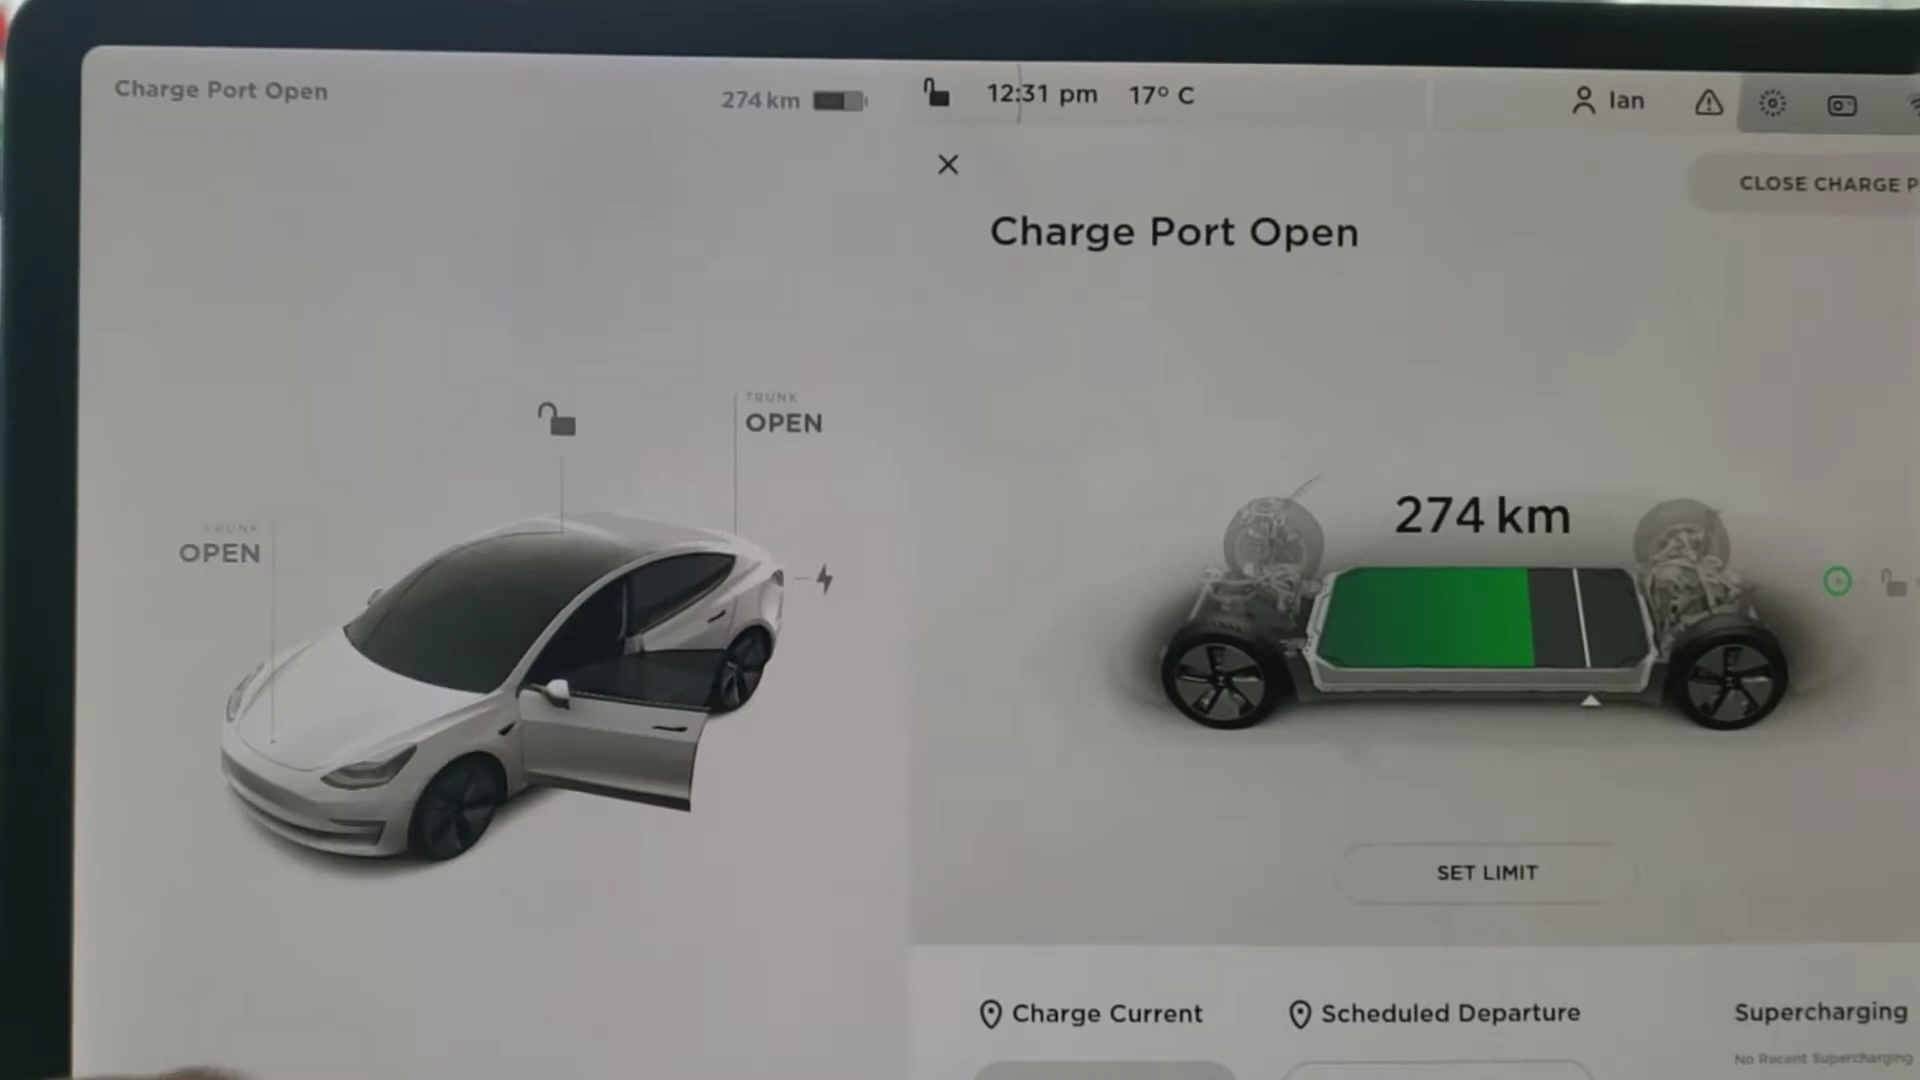 Charge Port Open
274 km
12:31 pm
17° C
Ian
CLOSE CHARGE P
Charge Port Open
TRUNK
OPEN
OPEN
274 km
SET LIMIT
Charge Current
Scheduled Departure
Supercharging
No Recent Supercharging